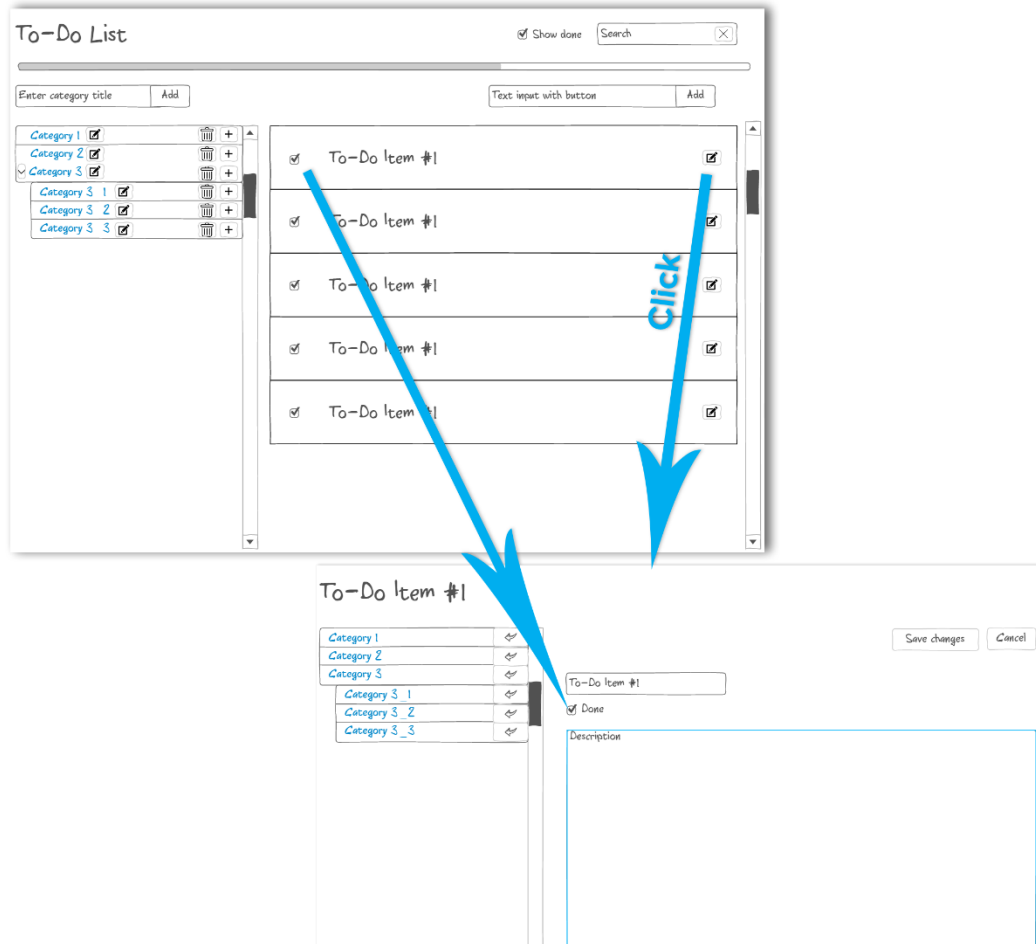 To-Do List
Show done
Search
Enter category title
Add
Text input with button
Add
Category 1
Category 2
Category 3
Category 3_1
Category 3_2
Category 3_3
To-Do Item #1
To-Do Item #1
To-Do Item #1
To-Do Item #1
To-Do Item #1
Click
To-Do Item #1
Save changes
Cancel
Category 1
Category 2
Category 3
Category 3_1
Category 3_2
Category 3_3
To-Do Item #1
Done
Description